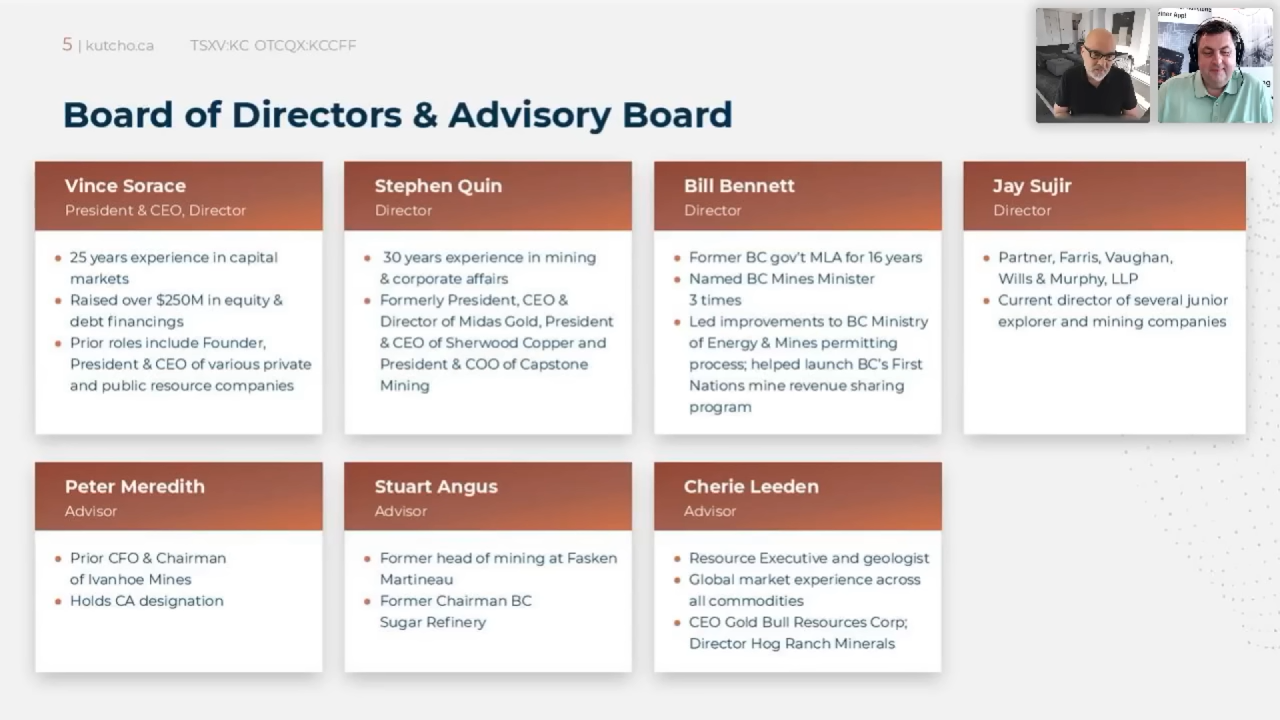 5 | kutcho.ca TSXV:KC OTCQX:KCCFF
Board of Directors & Advisory Board
Vince Sorace
President & CEO, Director
25 years experience in capital
markets
Raised over $250M in equity &
debt financings
Prior roles include Founder,
President & CEO of various private
and public resource companies
Stephen Quin
Director
30 years experience in mining
& corporate affairs
Formerly President, CEO &
Director of Midas Gold, President
& CEO of Sherwood Copper and
President & COO of Capstone
Mining
Bill Bennett
Director
Former BC gov't MLA for 16 years
Named BC Mines Minister
3 times
Led improvements to BC Ministry
of Energy & Mines permitting
process; helped launch BC's First
Nations mine revenue sharing
program
Jay Sujir
Director
Partner, Farris, Vaughan,
Wills & Murphy, LLP
Current director of several junior
explorer and mining companies
Peter Meredith
Advisor
Prior CFO & Chairman
of Ivanhoe Mines
Holds CA designation
Stuart Angus
Advisor
Former head of mining at Fasken
Martineau
Former Chairman BC
Sugar Refinery
Cherie Leeden
Advisor
Resource Executive and geologist
Global market experience across
all commodities
CEO Gold Bull Resources Corp;
Director Hog Ranch Minerals